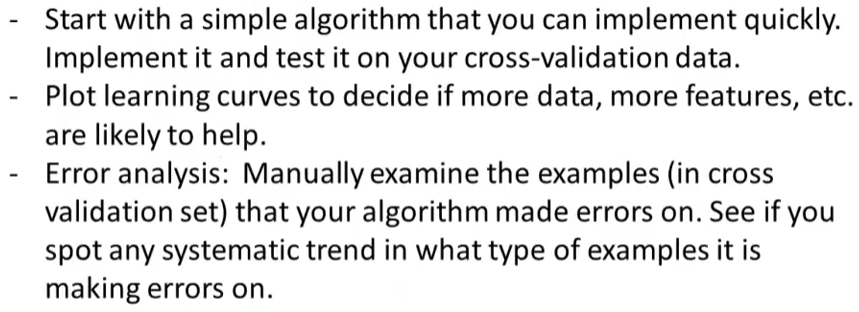 - Start with a simple algorithm that you can implement quickly.
Implement it and test it on your cross-validation data.
- Plot learning curves to decide if more data, more features, etc.
are likely to help.
- Error analysis: Manually examine the examples (in cross
validation set) that your algorithm made errors on. See if you
spot any systematic trend in what type of examples it is
making errors on.